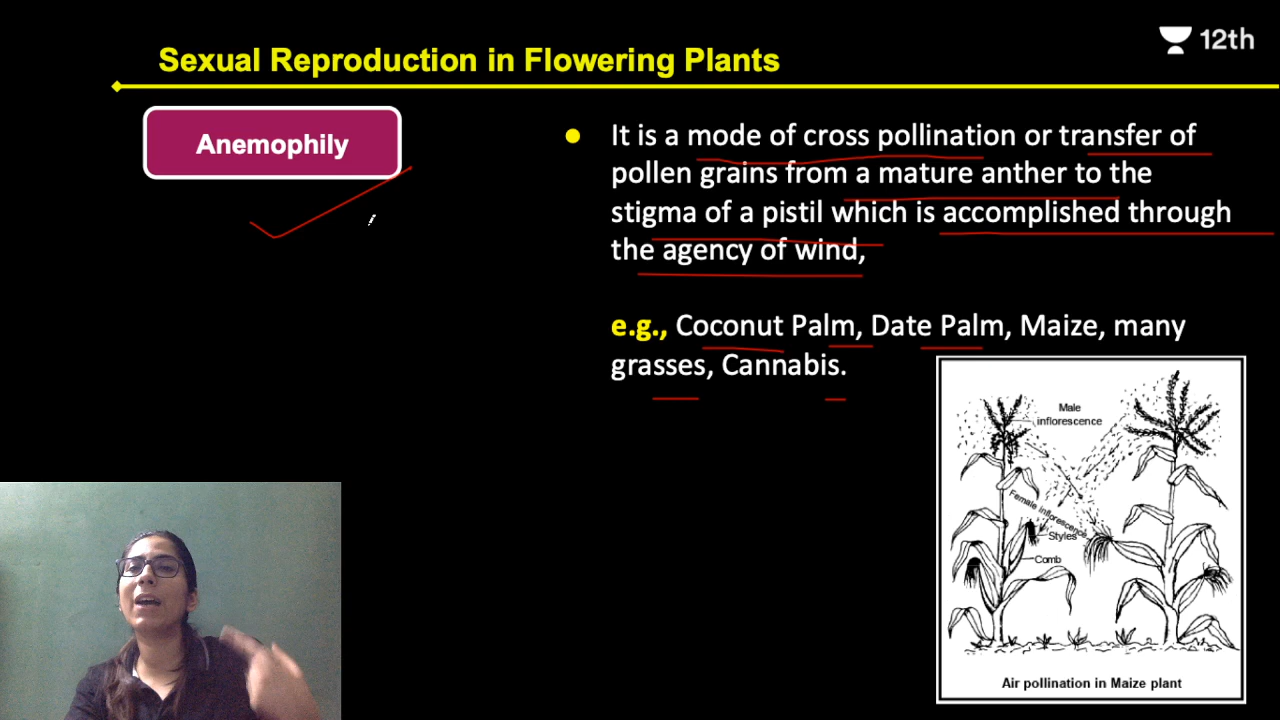 Sexual Reproduction in Flowering Plants
12th
Anemophily
It is a mode of cross pollination or transfer of
pollen grains from a mature anther to the
stigma of a pistil which is accomplished through
the agency of wind,
e.g., Coconut Palm, Date Palm, Maize, many
grasses, Cannabis.
Male
inflorescence
Female inflorescence
Styles
Comb
Air pollination in Maize plant